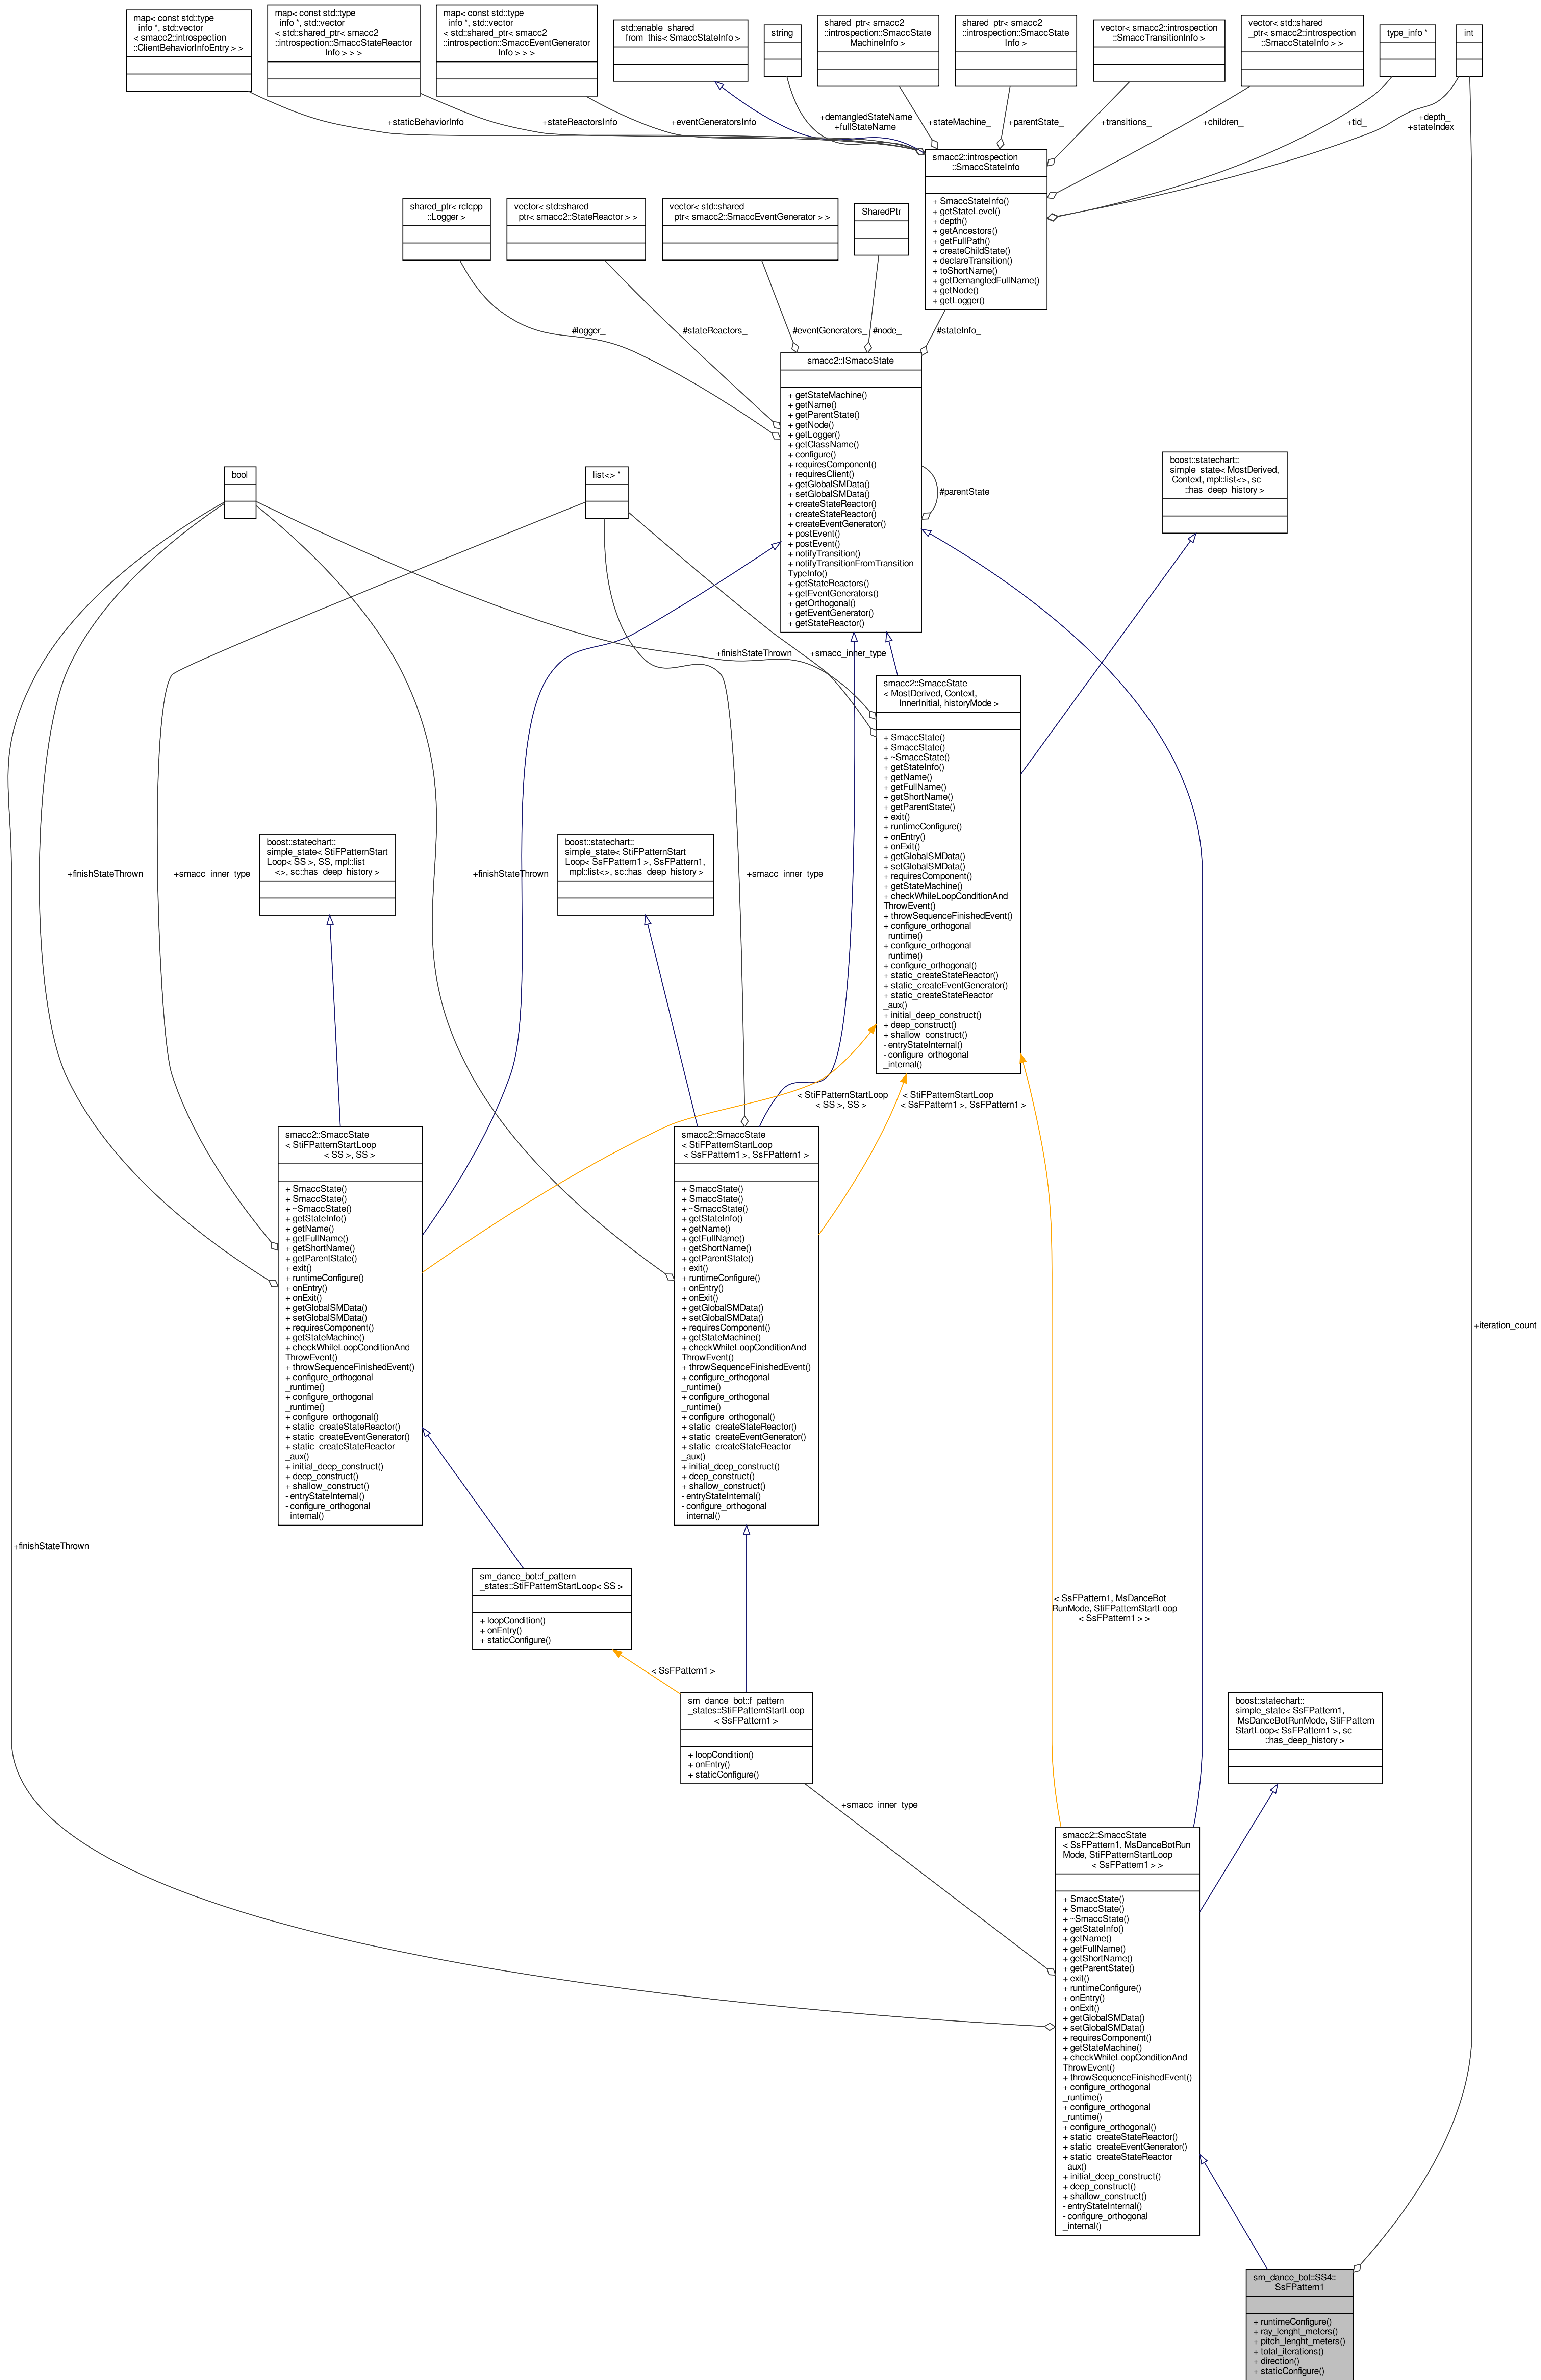 map< const std::type
_info *, std::vector
< smacc2::introspection
::ClientBehaviorInfoEntry > >
map< const std::type
_info *, std::vector
< std::shared_ptr< smacc2
::introspection::SmaccStateReactor
Info > > >
map< const std::type
_info *, std::vector
< std::shared_ptr< smacc2
::introspection::SmaccEventGenerator
Info > > >
std::enable_shared
_from_this< SmaccStateInfo >
string
shared_ptr< smacc2
::introspection::SmaccState
MachineInfo >
shared_ptr< smacc2
::introspection::SmaccState
Info >
vector< smacc2::introspection
::SmaccTransitionInfo >
vector< std::shared
_ptr< smacc2::introspection
::SmaccStateInfo > >
type_info *
int
+staticBehaviorInfo
+stateReactorsInfo
+eventGeneratorsInfo
+demangledStateName
+fullStateName
+stateMachine_
+parentState_
+transitions_
+children_
+tid_
+depth_
+stateIndex_
smacc2::introspection
::SmaccStateInfo
+ SmaccStateInfo()
+ getStateLevel()
+ depth()
+ getAncestors()
+ getFullPath()
+ createChildState()
+ declareTransition()
+ toShortName()
+ getDemangledFullName()
+ getNode()
+ getLogger()
shared_ptr< rclcpp
::Logger >
vector< std::shared
_ptr< smacc2::StateReactor > >
vector< std::shared
_ptr< smacc2::SmaccEventGenerator > >
SharedPtr
#logger_
#stateReactors_
#eventGenerators_
#node_
#stateInfo_
smacc2::ISmaccState
+ getStateMachine()
+ getName()
+ getParentState()
+ getNode()
+ getLogger()
+ getClassName()
+ configure()
+ requiresComponent()
+ requiresClient()
+ getGlobalSMData()
+ setGlobalSMData()
+ createStateReactor()
+ createStateReactor()
+ createEventGenerator()
+ postEvent()
+ postEvent()
+ notifyTransition()
+ notifyTransitionFromTransition
TypeInfo()
+ getStateReactors()
+ getEventGenerators()
+ getOrthogonal()
+ getEventGenerator()
+ getStateReactor()
#parentState_
bool
list<> *
boost::statechart::
simple_state< MostDerived,
Context, mpl::list<>, sc
::has_deep_history >
+finishStateThrown
+smacc_inner_type
smacc2::SmaccState
< MostDerived, Context,
InnerInitial, historyMode >
+ SmaccState()
+ SmaccState()
+ ~SmaccState()
+ getStateInfo()
+ getName()
+ getFullName()
+ getShortName()
+ getParentState()
+ exit()
+ runtimeConfigure()
+ onEntry()
+ onExit()
+ getGlobalSMData()
+ setGlobalSMData()
+ requiresComponent()
+ getStateMachine()
+ checkWhileLoopConditionAnd
ThrowEvent()
+ throwSequenceFinishedEvent()
+ configure_orthogonal
_runtime()
+ configure_orthogonal
_runtime()
+ configure_orthogonal()
+ static_createStateReactor()
+ static_createEventGenerator()
+ static_createStateReactor
_aux()
+ initial_deep_construct()
+ deep_construct()
+ shallow_construct()
- entryStateInternal()
- configure_orthogonal
_internal()
boost::statechart::
simple_state< StiFPatternStart
Loop< SS >, SS, mpl::list
<>, sc::has_deep_history >
boost::statechart::
simple_state< StiFPatternStart
Loop< SsFPattern1 >, SsFPattern1,
mpl::list<>, sc::has_deep_history >
+finishStateThrown
+smacc_inner_type
+finishStateThrown
+smacc_inner_type
< StiFPatternStartLoop
< SS >, SS >
< StiFPatternStartLoop
< SsFPattern1 >, SsFPattern1 >
smacc2::SmaccState
< StiFPatternStartLoop
< SS >, SS >
+ SmaccState()
+ SmaccState()
+ ~SmaccState()
+ getStateInfo()
+ getName()
+ getFullName()
+ getShortName()
+ getParentState()
+ exit()
+ runtimeConfigure()
+ onEntry()
+ onExit()
+ getGlobalSMData()
+ setGlobalSMData()
+ requiresComponent()
+ getStateMachine()
+ checkWhileLoopConditionAnd
ThrowEvent()
+ throwSequenceFinishedEvent()
+ configure_orthogonal
_runtime()
+ configure_orthogonal
_runtime()
+ configure_orthogonal()
+ static_createStateReactor()
+ static_createEventGenerator()
+ static_createStateReactor
_aux()
+ initial_deep_construct()
+ deep_construct()
+ shallow_construct()
- entryStateInternal()
- configure_orthogonal
_internal()
smacc2::SmaccState
< StiFPatternStartLoop
< SsFPattern1 >, SsFPattern1 >
+ SmaccState()
+ SmaccState()
+ ~SmaccState()
+ getStateInfo()
+ getName()
+ getFullName()
+ getShortName()
+ getParentState()
+ exit()
+ runtimeConfigure()
+ onEntry()
+ onExit()
+ getGlobalSMData()
+ setGlobalSMData()
+ requiresComponent()
+ getStateMachine()
+ checkWhileLoopConditionAnd
ThrowEvent()
+ throwSequenceFinishedEvent()
+ configure_orthogonal
_runtime()
+ configure_orthogonal
_runtime()
+ configure_orthogonal()
+ static_createStateReactor()
+ static_createEventGenerator()
+ static_createStateReactor
_aux()
+ initial_deep_construct()
+ deep_construct()
+ shallow_construct()
- entryStateInternal()
- configure_orthogonal
_internal()
+iteration_count
+finishStateThrown
sm_dance_bot::f_pattern
_states::StiFPatternStartLoop< SS >
+ loopCondition()
+ onEntry()
+ staticConfigure()
< SsFPattern1, MsDanceBot
RunMode, StiFPatternStartLoop
< SsFPattern1 > >
< SsFPattern1 >
sm_dance_bot::f_pattern
_states::StiFPatternStartLoop
< SsFPattern1 >
+ loopCondition()
+ onEntry()
+ staticConfigure()
boost::statechart::
simple_state< SsFPattern1,
MsDanceBotRunMode, StiFPattern
StartLoop< SsFPattern1 >, sc
::has_deep_history >
+smacc_inner_type
smacc2::SmaccState
< SsFPattern1, MsDanceBotRun
Mode, StiFPatternStartLoop
< SsFPattern1 > >
+ SmaccState()
+ SmaccState()
+ ~SmaccState()
+ getStateInfo()
+ getName()
+ getFullName()
+ getShortName()
+ getParentState()
+ exit()
+ runtimeConfigure()
+ onEntry()
+ onExit()
+ getGlobalSMData()
+ setGlobalSMData()
+ requiresComponent()
+ getStateMachine()
+ checkWhileLoopConditionAnd
ThrowEvent()
+ throwSequenceFinishedEvent()
+ configure_orthogonal
_runtime()
+ configure_orthogonal
_runtime()
+ configure_orthogonal()
+ static_createStateReactor()
+ static_createEventGenerator()
+ static_createStateReactor
_aux()
+ initial_deep_construct()
+ deep_construct()
+ shallow_construct()
- entryStateInternal()
- configure_orthogonal
_internal()
sm_dance_bot::SS4::
SsFPattern1
+ runtimeConfigure()
+ ray_lenght_meters()
+ pitch_lenght_meters()
+ total_iterations()
+ direction()
+ staticConfigure()